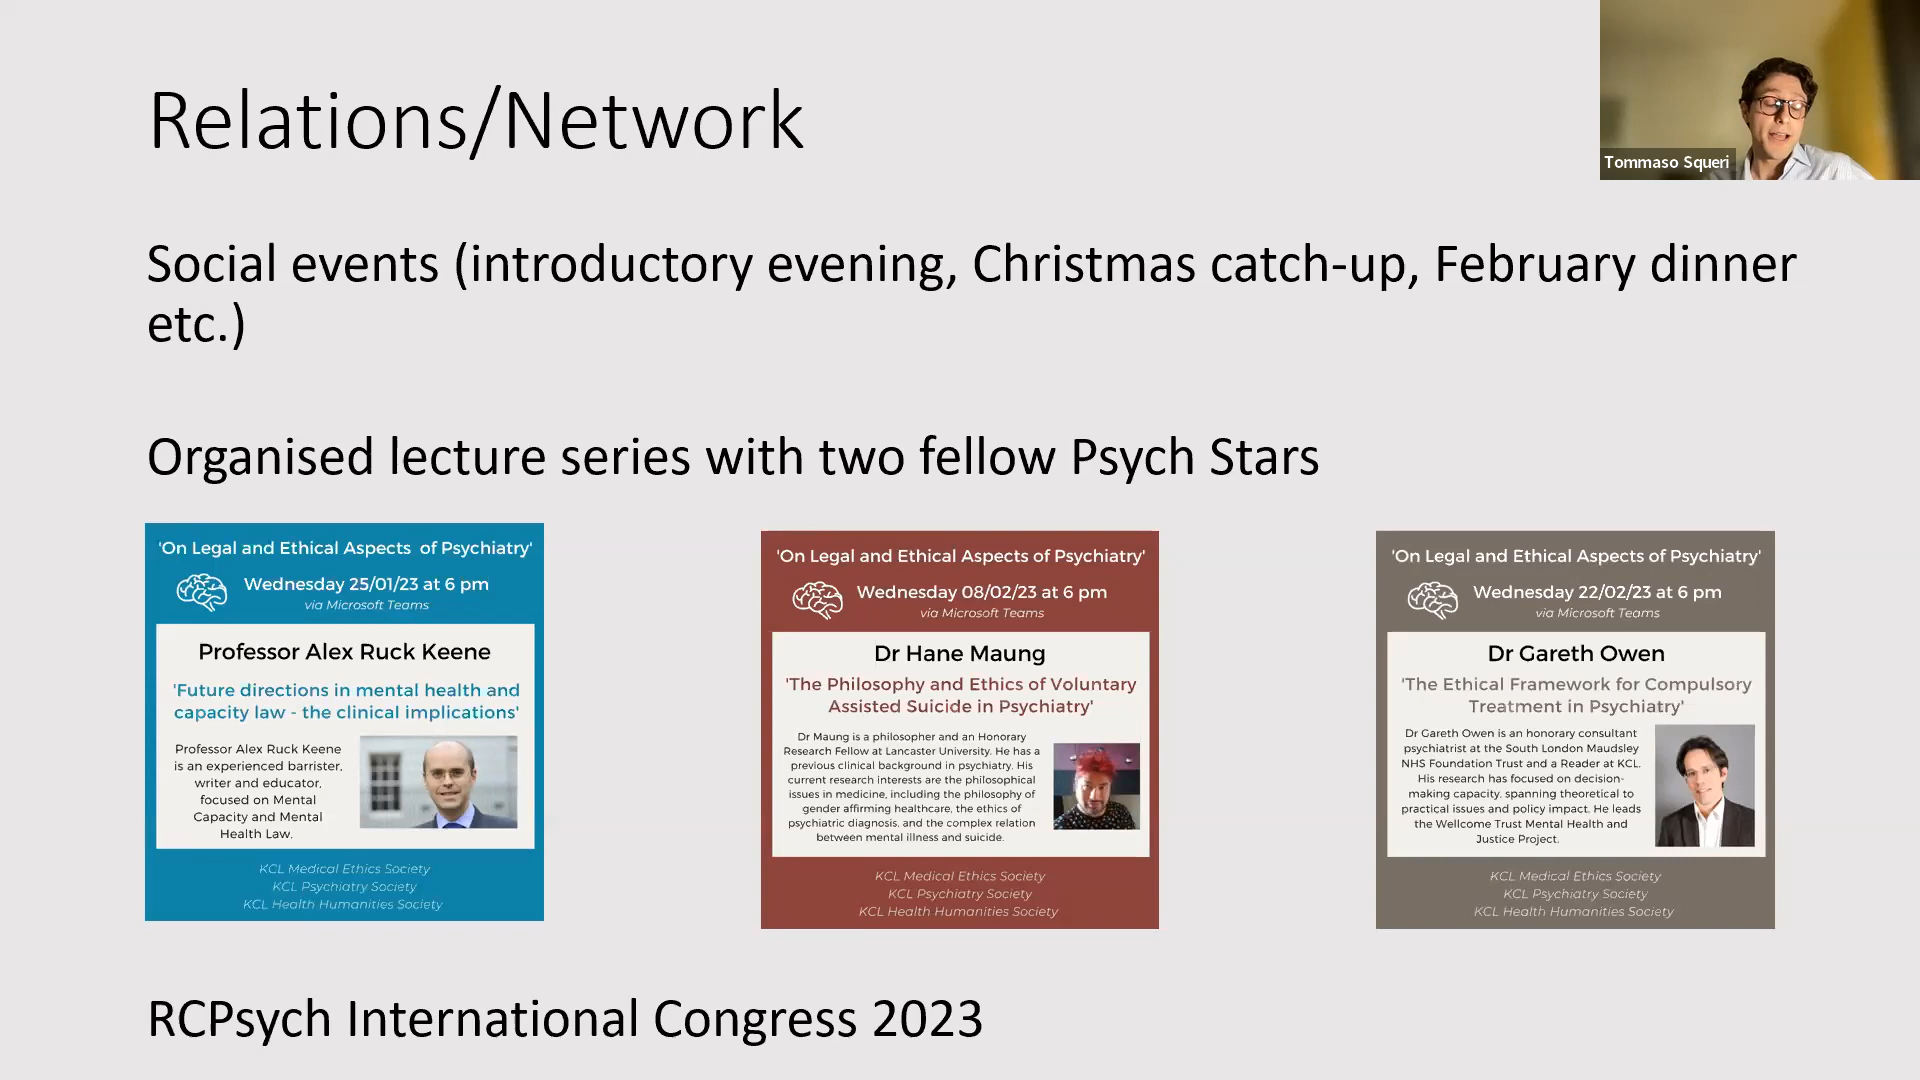 Relations/Network
Tommaso Squeri
Social events (introductory evening, Christmas catch-up, February dinner
etc.)
Organised lecture series with two fellow Psych Stars
'On Legal and Ethical Aspects of Psychiatry'
Wednesday 25/01/23 at 6 pm
via Microsoft Teams
Professor Alex Ruck Keene
'Future directions in mental health and
capacity law - the clinical implications'
Professor Alex Ruck Keene
is an experienced barrister,
writer and educator,
focused on Mental
Capacity and Mental
Health Law.
KCL Medical Ethics Society
KCL Psychiatry Society
KCL Health Humanities Society
'On Legal and Ethical Aspects of Psychiatry'
Wednesday 08/02/23 at 6 pm
via Microsoft Teams
Dr Hane Maung
'The Philosophy and Ethics of Voluntary
Assisted Suicide in Psychiatry'
Dr Maung is a philosopher and an Honorary
Research Fellow at Lancaster University. He has a
previous clinical background in psychiatry. His
current research interests are the philosophical
issues in medicine, including the philosophy of
gender affirming healthcare, the ethics of
psychiatric diagnosis, and the complex relation
between mental illness and suicide.
KCL Medical Ethics Society
KCL Psychiatry Society
KCL Health Humanities Society
'On Legal and Ethical Aspects of Psychiatry'
Wednesday 22/02/23 at 6 pm
via Microsoft Teams
Dr Gareth Owen
'The Ethical Framework for Compulsory
Treatment in Psychiatry'
Dr Gareth Owen is an honorary consultant
psychiatrist at the South London Maudsley
NHS Foundation Trust and a Reader at KCL.
His research has focused on decision-
making capacity, spanning theoretical to
practical issues and policy impact. He leads
the Wellcome Trust Mental Health and
Justice Project.
KCL Medical Ethics Society
KCL Psychiatry Society
KCL Health Humanities Society
RCPsych International Congress 2023